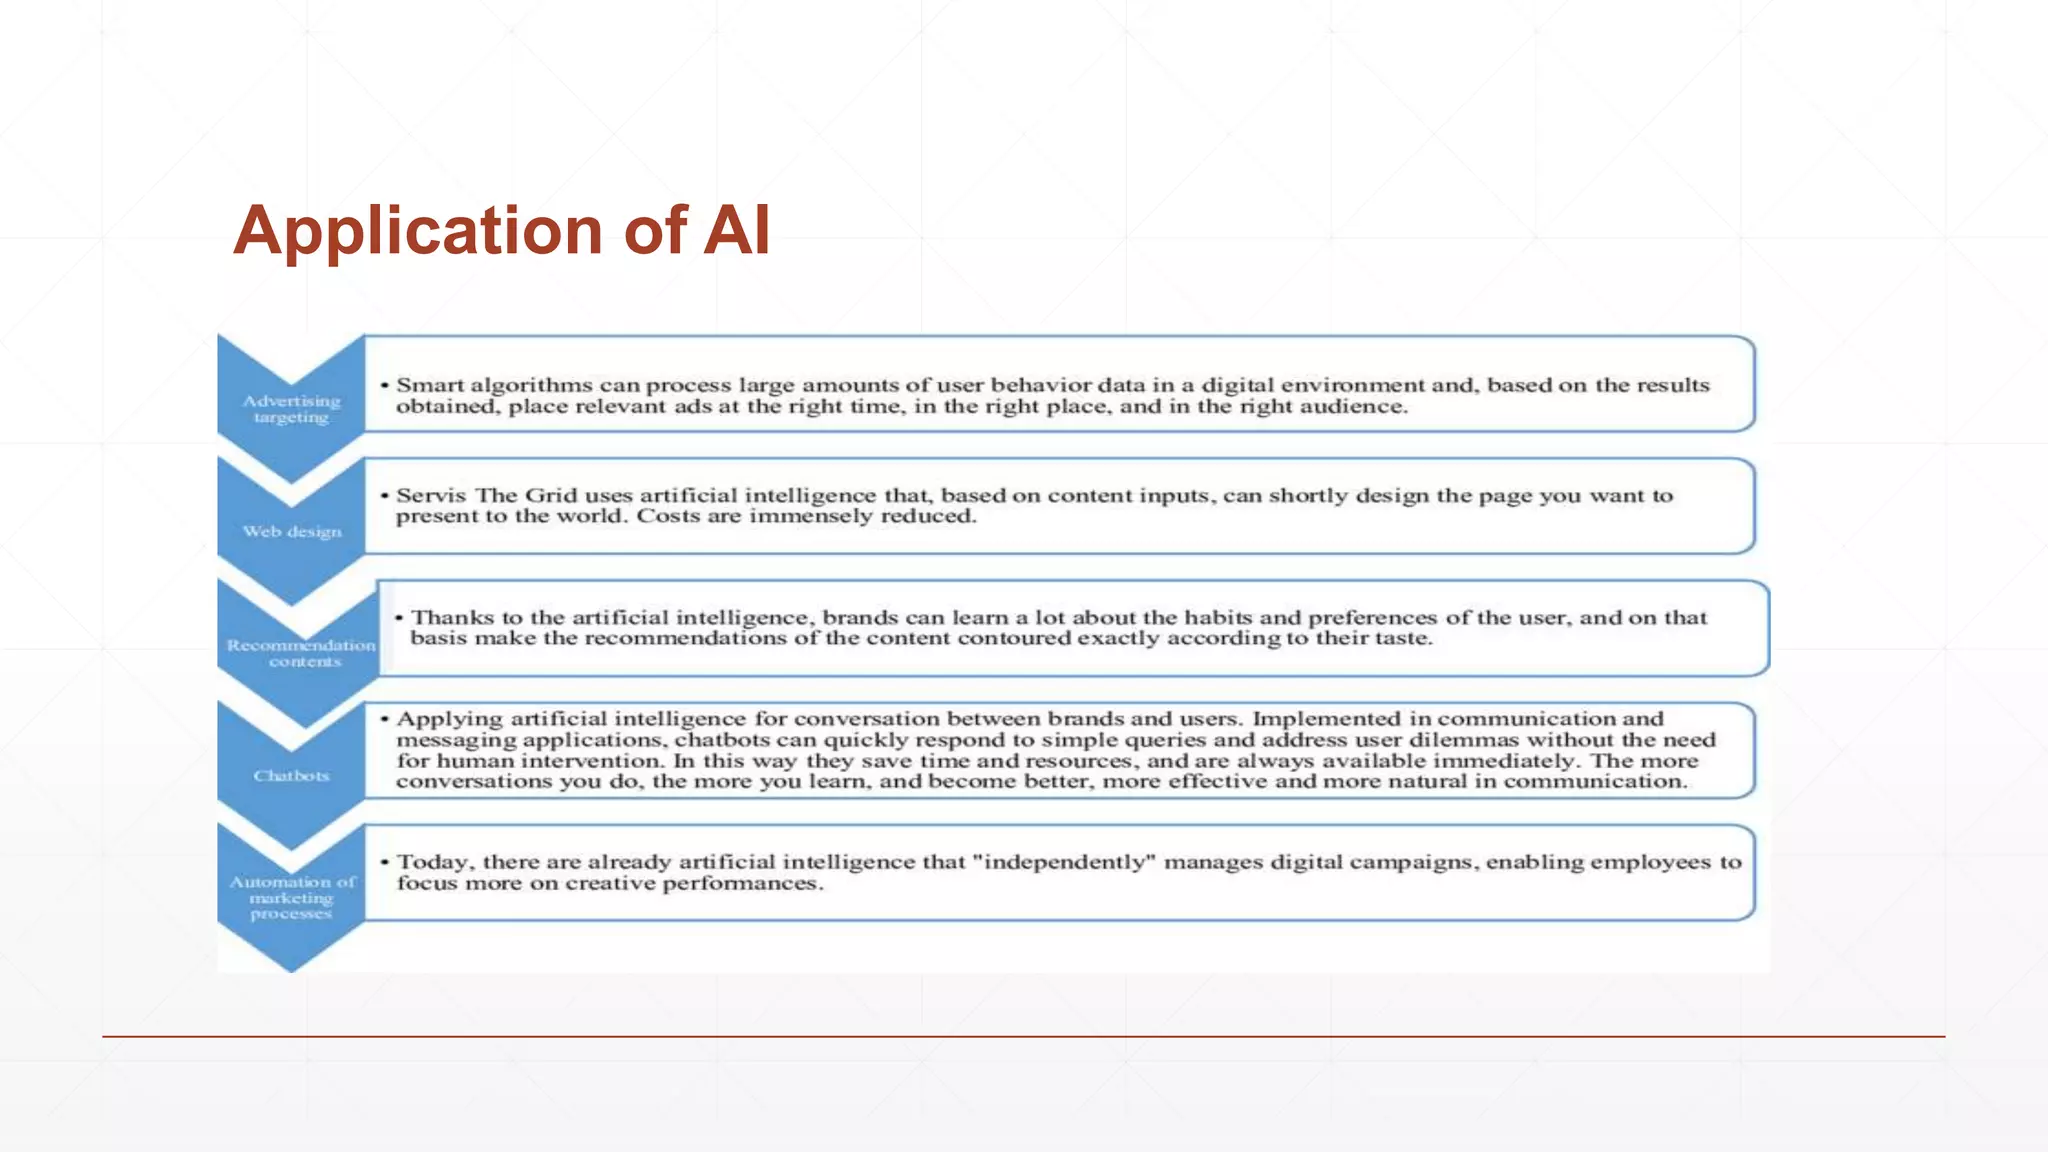 Application of AI
Advertising
targeting
• Smart algorithms can process large amounts of user behavior data in a digital environment and, based on the results
obtained, place relevant ads at the right time, in the right place, and in the right audience.
Web design
• Servis The Grid uses artificial intelligence that, based on content inputs, can shortly design the page you want to
present to the world. Costs are immensely reduced.
Recommendation
contents
• Thanks to the artificial intelligence, brands can learn a lot about the habits and preferences of the user, and on that
basis make the recommendations of the content contoured exactly according to their taste.
Chatbots
• Applying artificial intelligence for conversation between brands and users. Implemented in communication and
messaging applications, chatbots can quickly respond to simple queries and address user dilemmas without the need
for human intervention. In this way they save time and resources, and are always available immediately. The more
conversations you do, the more you learn, and become better, more effective and more natural in communication.
Automation of
marketing
processes
• Today, there are already artificial intelligence that "independently" manages digital campaigns, enabling employees to
focus more on creative performances.